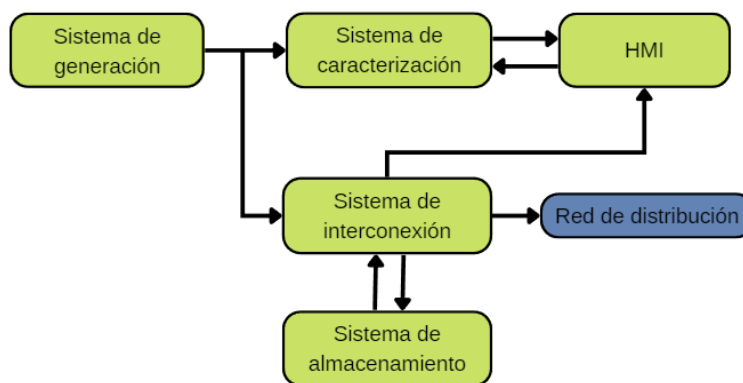 Sistema de
generación
Sistema de
caracterización
HMI
Sistema de
interconexión
Red de distribución
Sistema de
almacenamiento